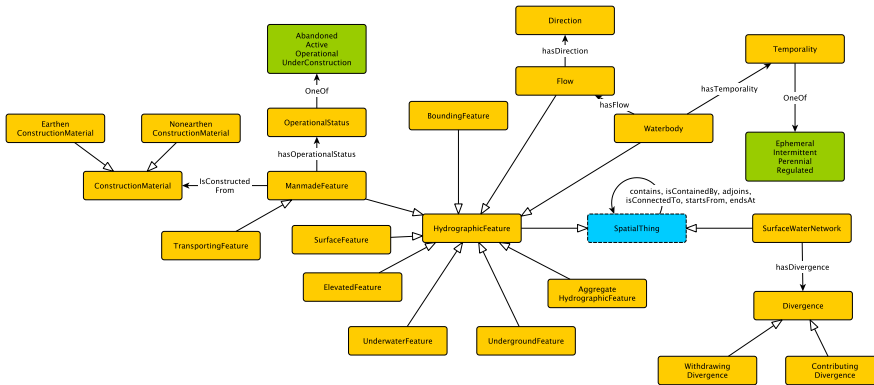 Direction
Abandoned
Active
Operational
UnderConstruction
hasDirection
Temporality
Flow
hasTemporality
OneOf
OneOf
hasFlow
BoundingFeature
Earthen
ConstructionMaterial
Nonearthen
ConstructionMaterial
OperationalStatus
Waterbody
Ephemeral
Intermittent
Perennial
Regulated
hasOperationalStatus
ConstructionMaterial
IsConstructed
From
ManmadeFeature
contains, isContainedBy, adjoins,
isConnectedTo, startsFrom, endsAt
TransportingFeature
SurfaceFeature
HydrographicFeature
SpatialThing
SurfaceWaterNetwork
hasDivergence
ElevatedFeature
Aggregate
HydrographicFeature
Divergence
UnderwaterFeature
UndergroundFeature
Withdrawing
Divergence
Contributing
Divergence